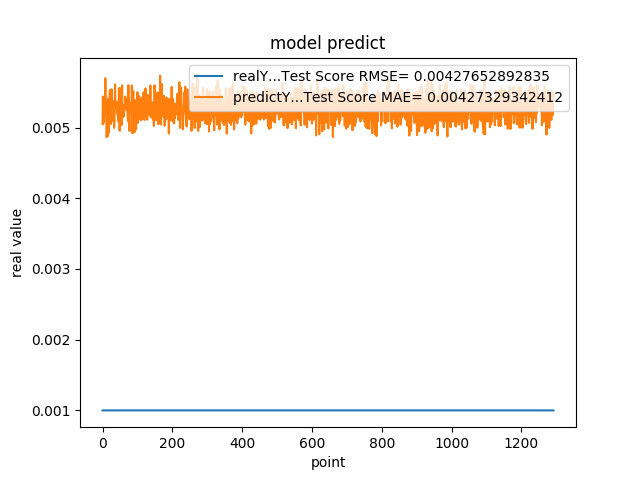 model predict
realY...Test Score RMSE= 0.00427652892835
predictY...Test Score MAE= 0.00427329342412
0.005
0.004
0.003
0.002
0.001
real value
0 200 400 600 800 1000 1200
point